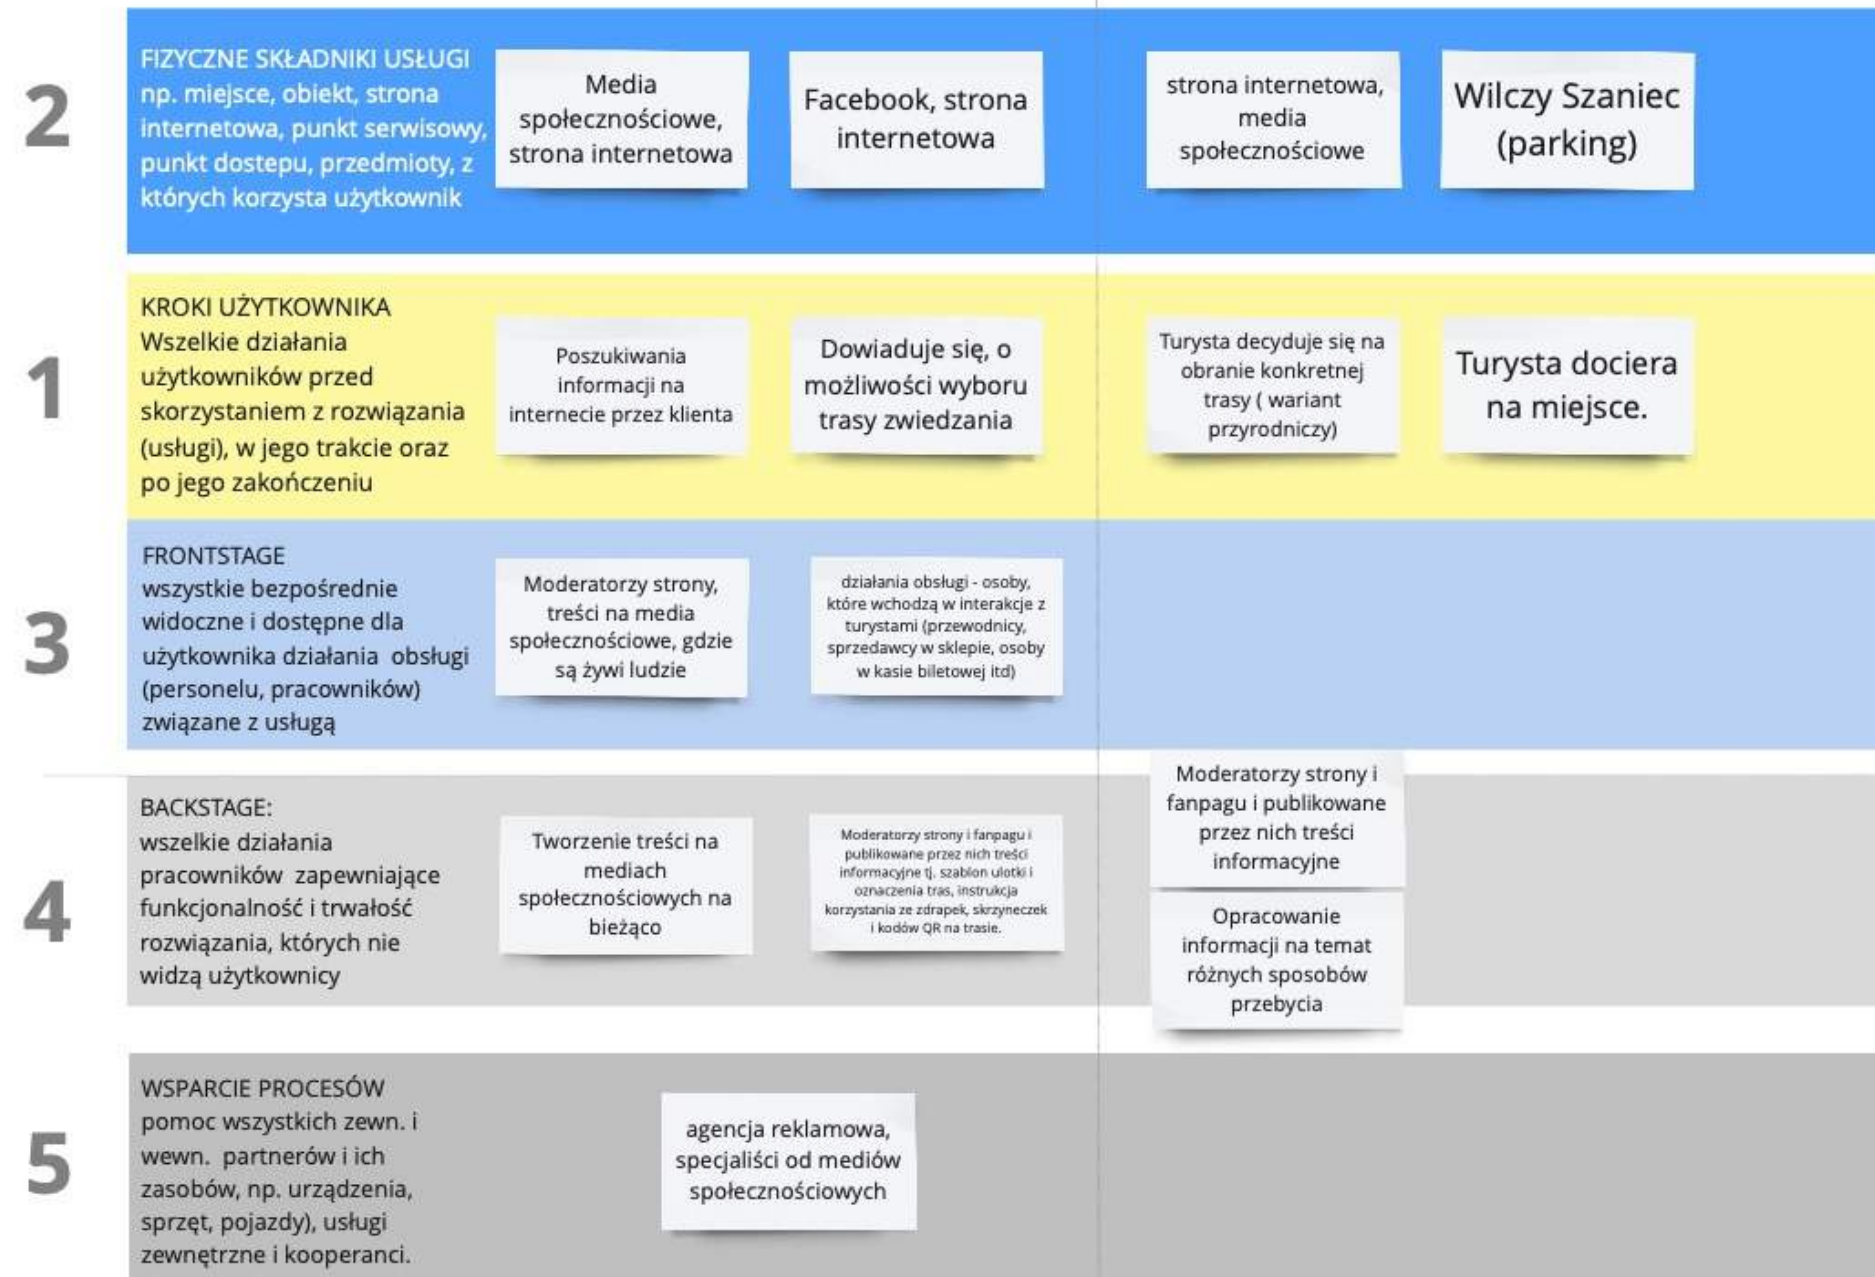 2
FIZYCZNE SKŁADNIKI USŁUGI
np. miejsce, obiekt, strona
internetowa, punkt serwisowy,
punkt dostepu, przedmioty, z
których korzysta użytkownik
Media
społecznościowe,
strona internetowa
Facebook, strona
internetowa
strona internetowa,
media
społecznościowe
Wilczy Szaniec
(parking)
1
KROKI UŻYTKOWNIKA
Wszelkie działania
użytkowników przed
skorzystaniem z rozwiązania
(usługi), w jego trakcie oraz
po jego zakończeniu
Poszukiwania
informacji na
internecie przez klienta
Dowiaduje się, o
możliwości wyboru
trasy zwiedzania
Turysta decyduje się na
obranie konkretnej
trasy ( wariant
przyrodniczy)
Turysta dociera
na miejsce.
3
FRONTSTAGE
wszystkie bezpośrednie
widoczne i dostępne dla
użytkownika działania obsługi
(personelu, pracowników)
związane z usługą
Moderatorzy strony,
treści na media
społecznościowe, gdzie
są żywi ludzie
działania obsługi - osoby,
które wchodzą w interakcje z
turystami (przewodnicy,
sprzedawcy w sklepie, osoby
w kasie biletowej itd)
4
BACKSTAGE:
wszelkie działania
pracowników zapewniające
funkcjonalność i trwałość
rozwiązania, których nie
widzą użytkownicy
Tworzenie treści na
mediach
społecznościowych na
bieżąco
Moderatorzy strony i fanpagu i
publikowane przez nich treści
informacyjne tj. szablon ulotki i
oznaczenia tras, instrukcja
korzystania ze zdrapek, skrzyneczek
i kodów QR na trasie.
Moderatorzy strony i
fanpagu i publikowane
przez nich treści
informacyjne
Opracowanie
informacji na temat
różnych sposobów
przebycia
5
WSPARCIE PROCESÓW
pomoc wszystkich zewn. i
wewn. partnerów i ich
zasobów, np. urządzenia,
sprzęt, pojazdy), usługi
zewnętrzne i kooperanci.
agencja reklamowa,
specjaliści od mediów
społecznościowych